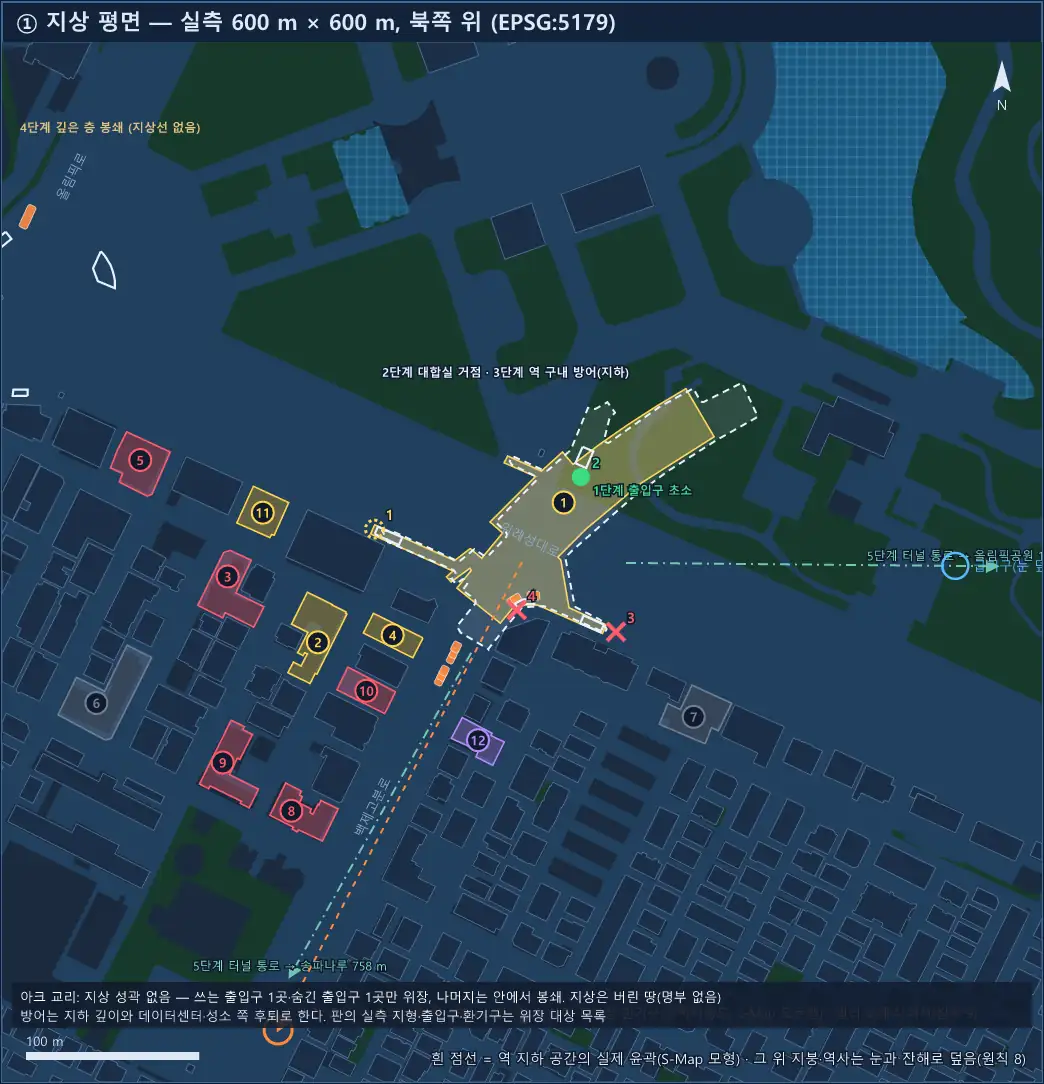 ① 지상 평면 — 실측 600 m × 600 m, 북쪽 위 (EPSG:5179)
N
4단계 깊은 층 봉쇄 (지상선 없음)
올림픽로
2단계 대합실 거점 · 3단계 역 구내 방어(지하)
5
2
1단계 출입구 초소
1
11
1
위례성대로
5단계 터널 통로 → 올림픽공원 1
3
4
3
2
4
10
6
7
12
9
8
백제고분로
5단계 터널 통로 → 송파나루 758 m
아크 교리: 지상 성곽 없음 — 쓰는 출입구 1곳·숨긴 출입구 1곳만 위장, 나머지는 안에서 봉쇄. 지상은 버린 땅(명부 없음)
방어는 지하 깊이와 데이터센터·성소 쪽 후퇴로 한다. 판의 실측 지형·출입구·환기구는 위장 대상 목록
100 m
흰 점선 = 역 지하 공간의 실제 윤곽(S-Map 모형) · 그 위 지붕·역사는 눈과 잔해로 덮음(원칙 8)